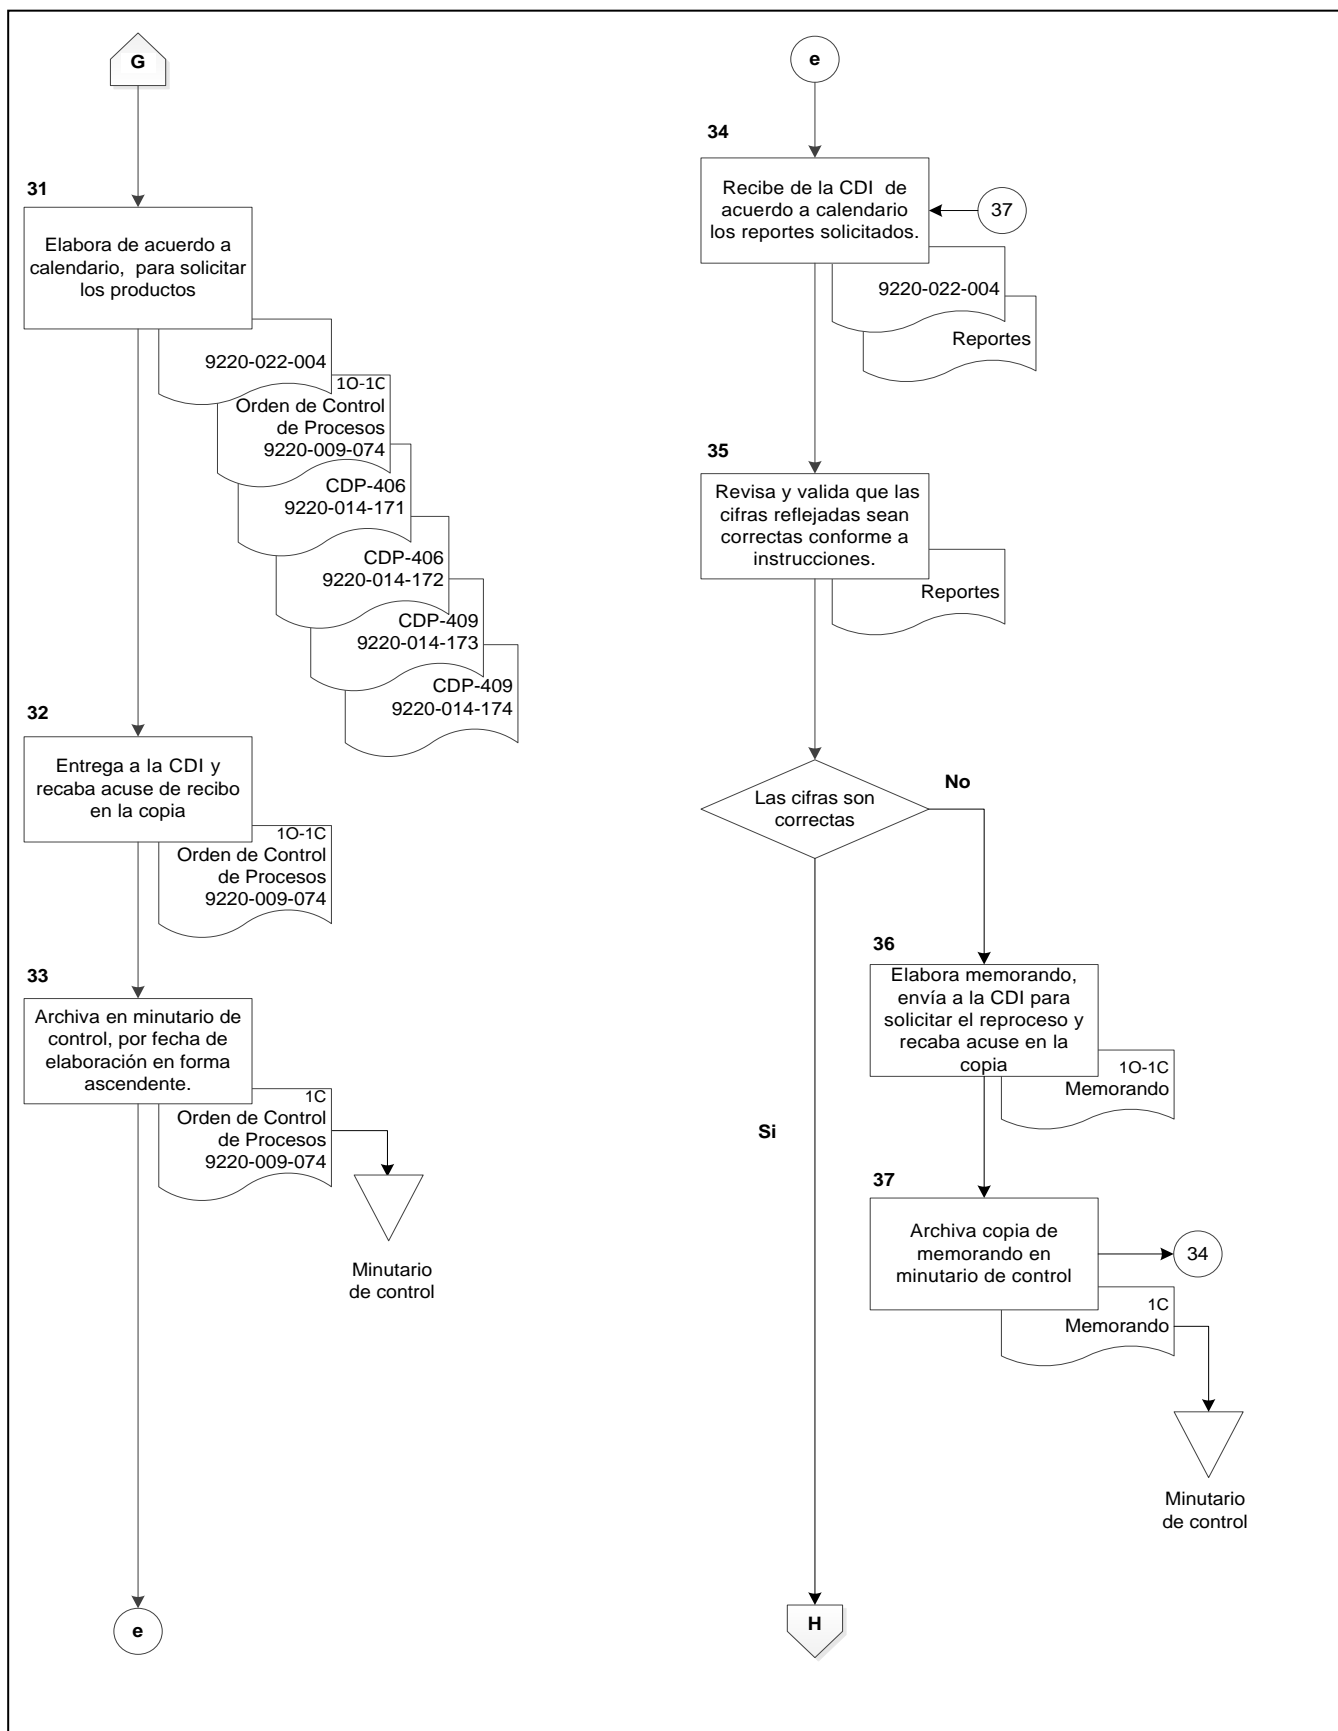 G
31
Elabora de acuerdo a
calendario, para solicitar
los productos
9220-022-004
1O-1C
Orden de Control
de Procesos
9220-009-074
CDP-406
9220-014-171
CDP-406
9220-014-172
CDP-409
9220-014-173
CDP-409
9220-014-174
32
Entrega a la CDI y
recaba acuse de recibo
en la copia
1O-1C
Orden de Control
de Procesos
9220-009-074
33
Archiva en minutario de
control, por fecha de
elaboración en forma
ascendente.
1C
Orden de Control
de Procesos
9220-009-074
Minutario
de control
e
e
34
Recibe de la CDI de
acuerdo a calendario
los reportes solicitados.
37
9220-022-004
Reportes
35
Revisa y valida que las
cifras reflejadas sean
correctas conforme a
instrucciones.
Reportes
Las cifras son
correctas
No
36
Elabora memorando,
envía a la CDI para
solicitar el reproceso y
recaba acuse en la
copia
1O-1C
Memorando
Si
37
Archiva copia de
memorando en
minutario de control
34
1C
Memorando
Minutario
de control
H